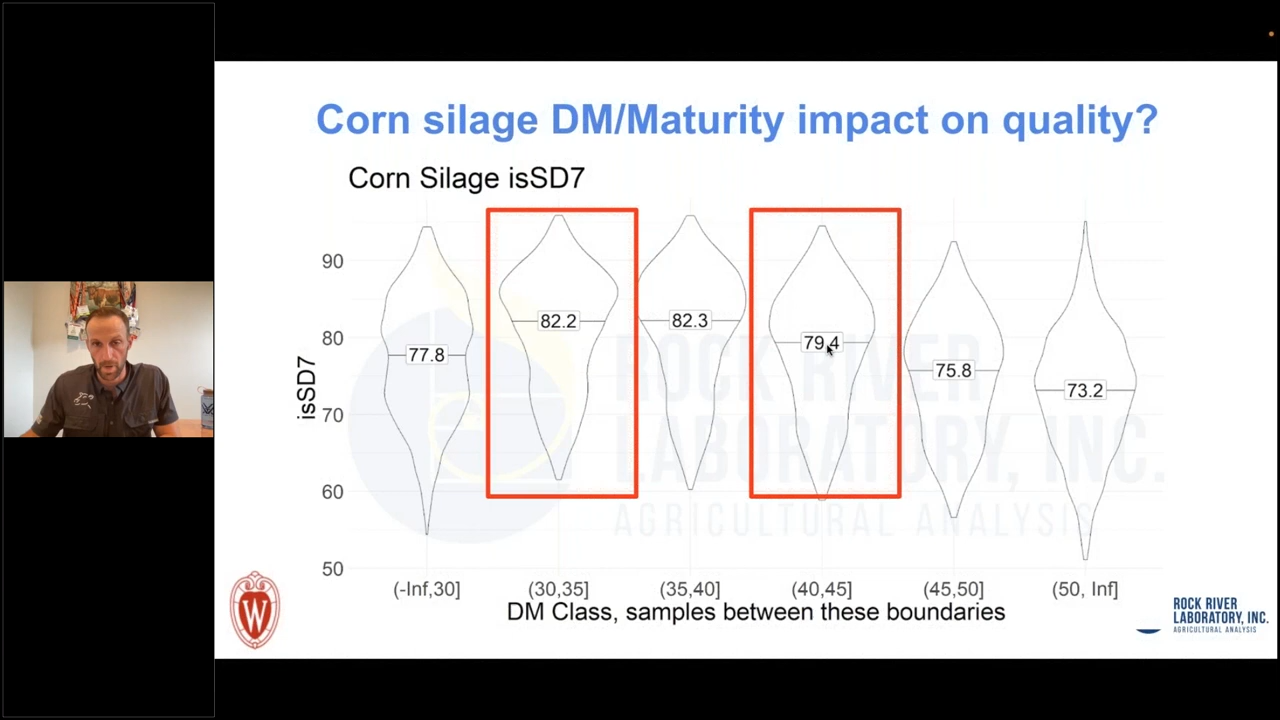 Corn silage DM/Maturity impact on quality?
Corn Silage isSD7
isSD7
90
80
70
60
50
77.8
82.2
82.3
79.4
75.8
73.2
(-Inf,30]
(30,35]
(35,40]
(40,45]
(45,50]
(50, Inf]
DM Class, samples between these boundaries
ROCK RIVER
LABORATORY, INC.
AGRICULTURAL ANALYSIS
W
ROCK RIVER
LABORATORY, INC.
AGRICULTURAL ANALYSIS